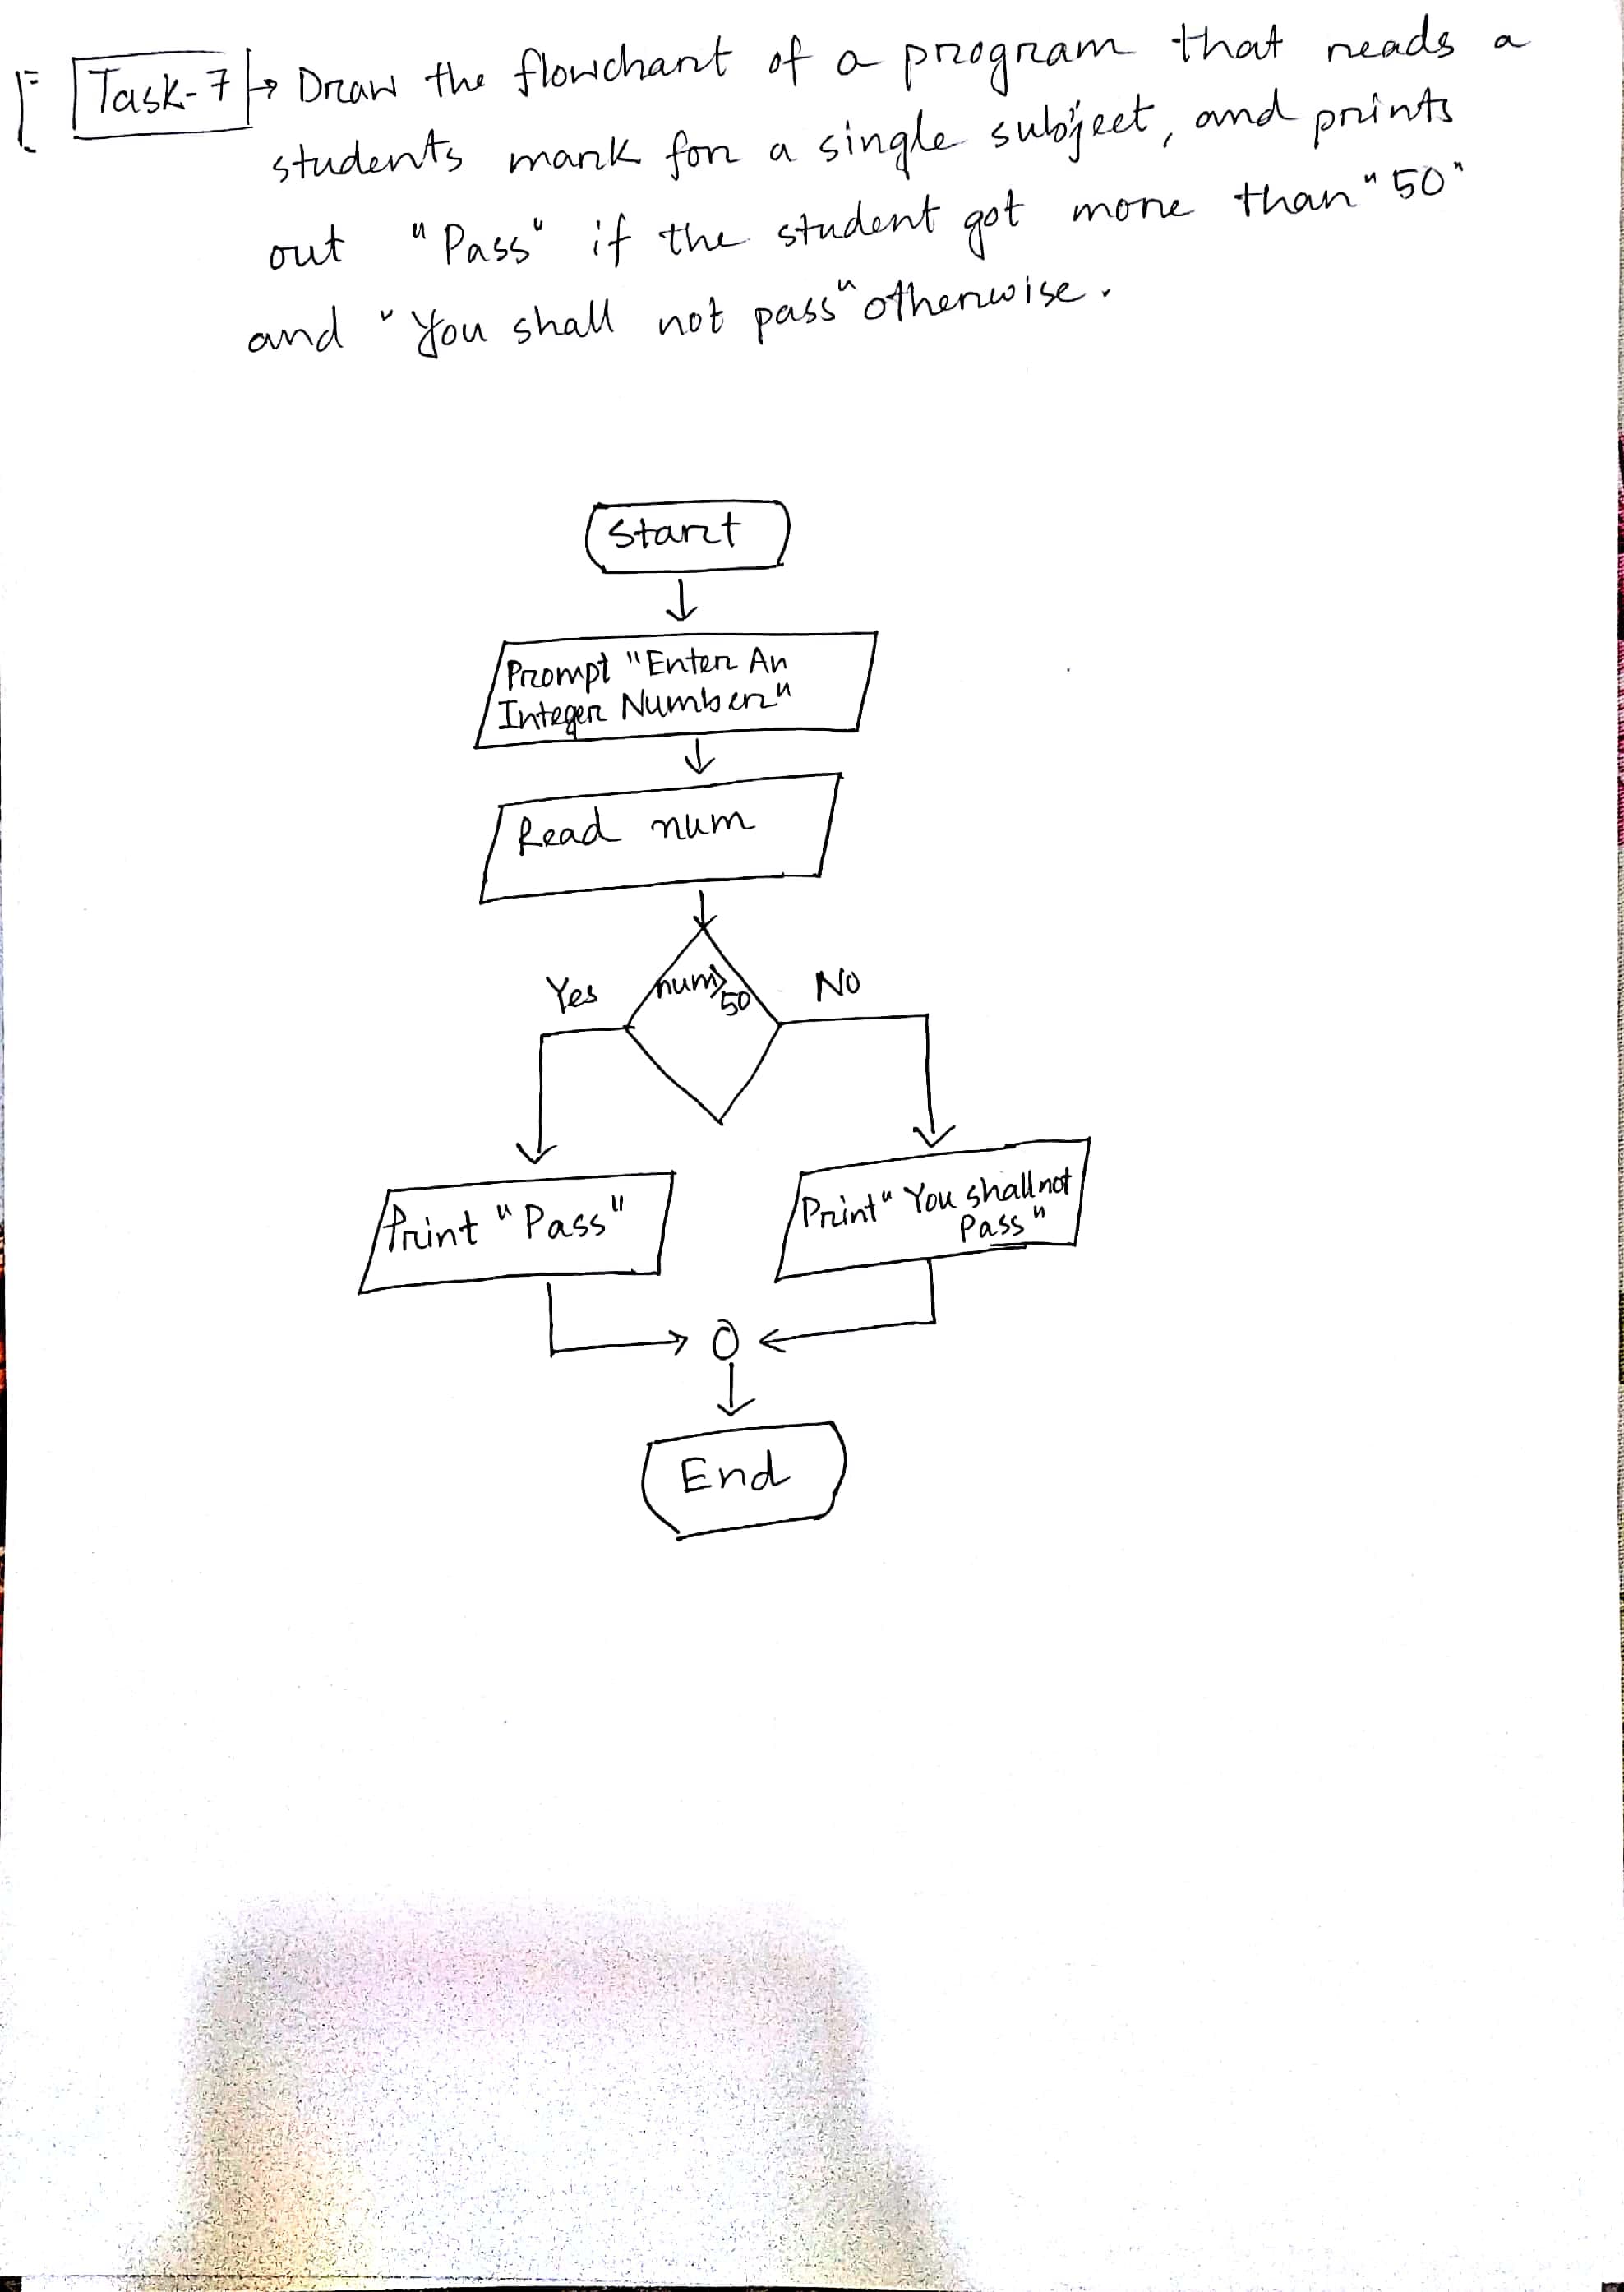 Task-7 → Draw the flowchart of a program that reads a
students mark for a single subject, and prints
out "Pass" if the student got more than "50"
and "You shall not pass" otherwise.
Start
Prompt "Enter An
Integer Number"
Read num
num>
50
Yes
No
Print "Pass"
Print "You shall not
Pass"
End